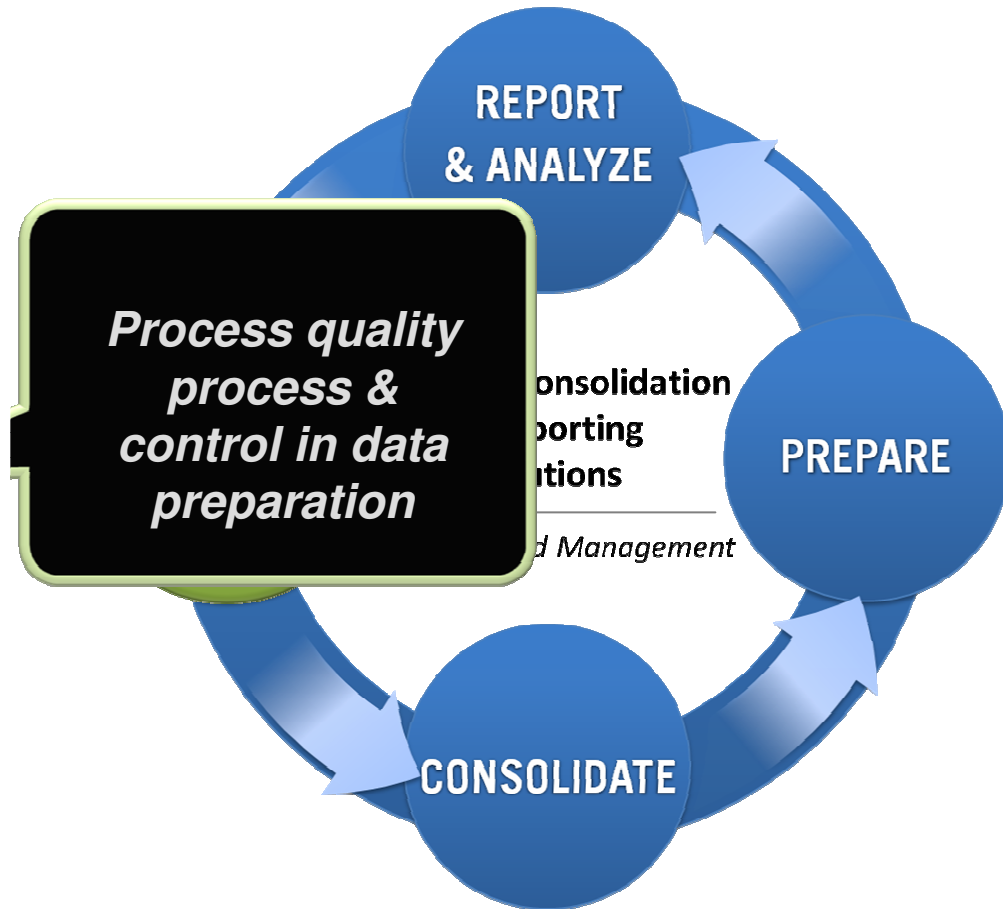 REPORT
& ANALYZE
Process quality
process &
control in data
preparation
onsolidation
porting
utions
d Management
PREPARE
CONSOLIDATE